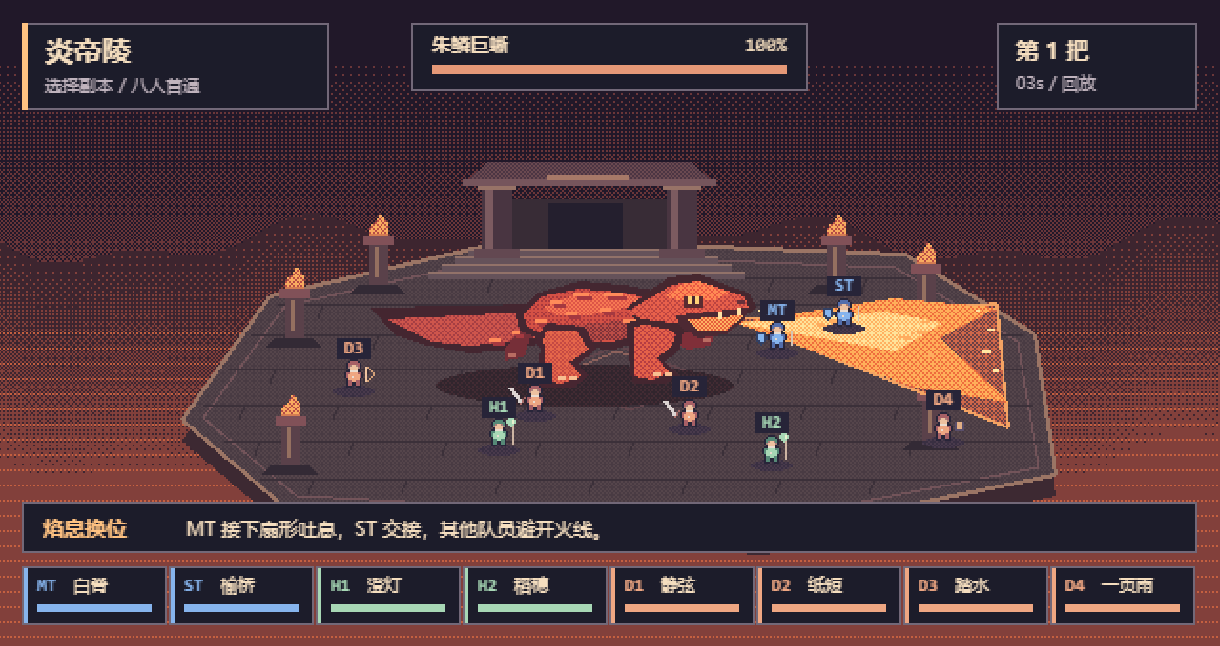 炎帝陵
选择副本 / 八人首通
朱鳞巨蜥 100%
第 1 把
03s / 回放
ST
MT
D3
D1
D2
D4
H1
H2
焰息换位 MT 接下扇形吐息，ST 交接，其他队员避开火线。
MT 白脊
ST 榆桥
H1 澄灯
H2 稻穗
D1 静弦
D2 纸短
D3 踏水
D4 一页雨